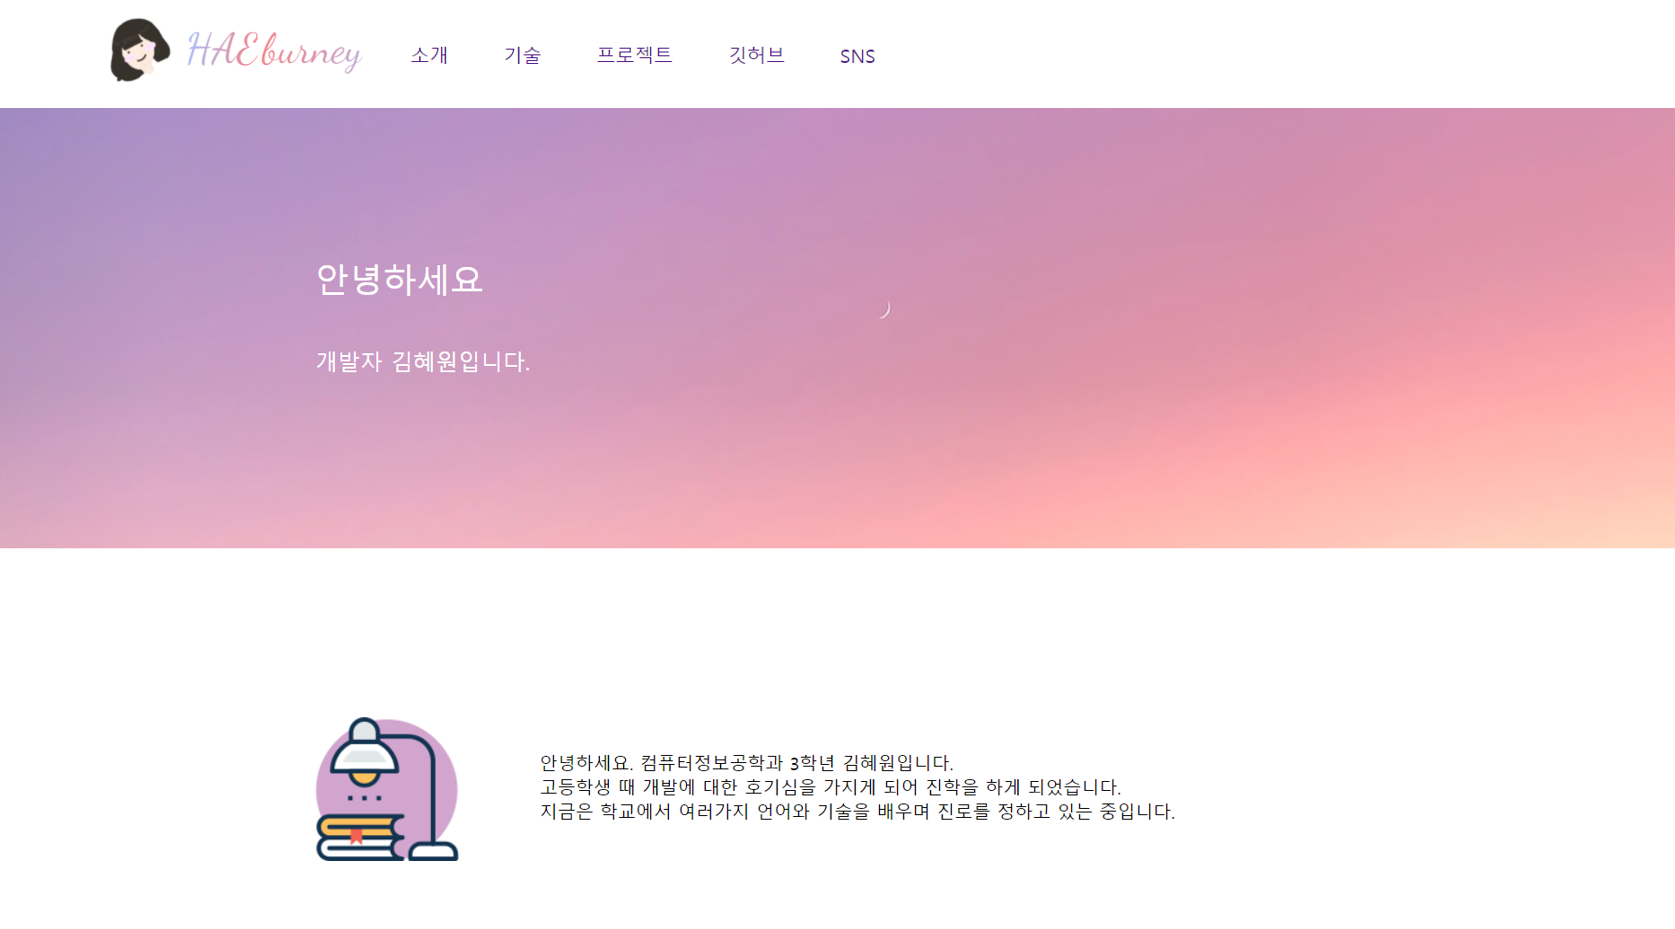 HAEburney
소개 기술 프로젝트 깃허브 SNS
안녕하세요
개발자 김혜원입니다.
안녕하세요. 컴퓨터정보공학과 3학년 김혜원입니다.
고등학생 때 개발에 대한 호기심을 가지게 되어 진학을 하게 되었습니다.
지금은 학교에서 여러가지 언어와 기술을 배우며 진로를 정하고 있는 중입니다.